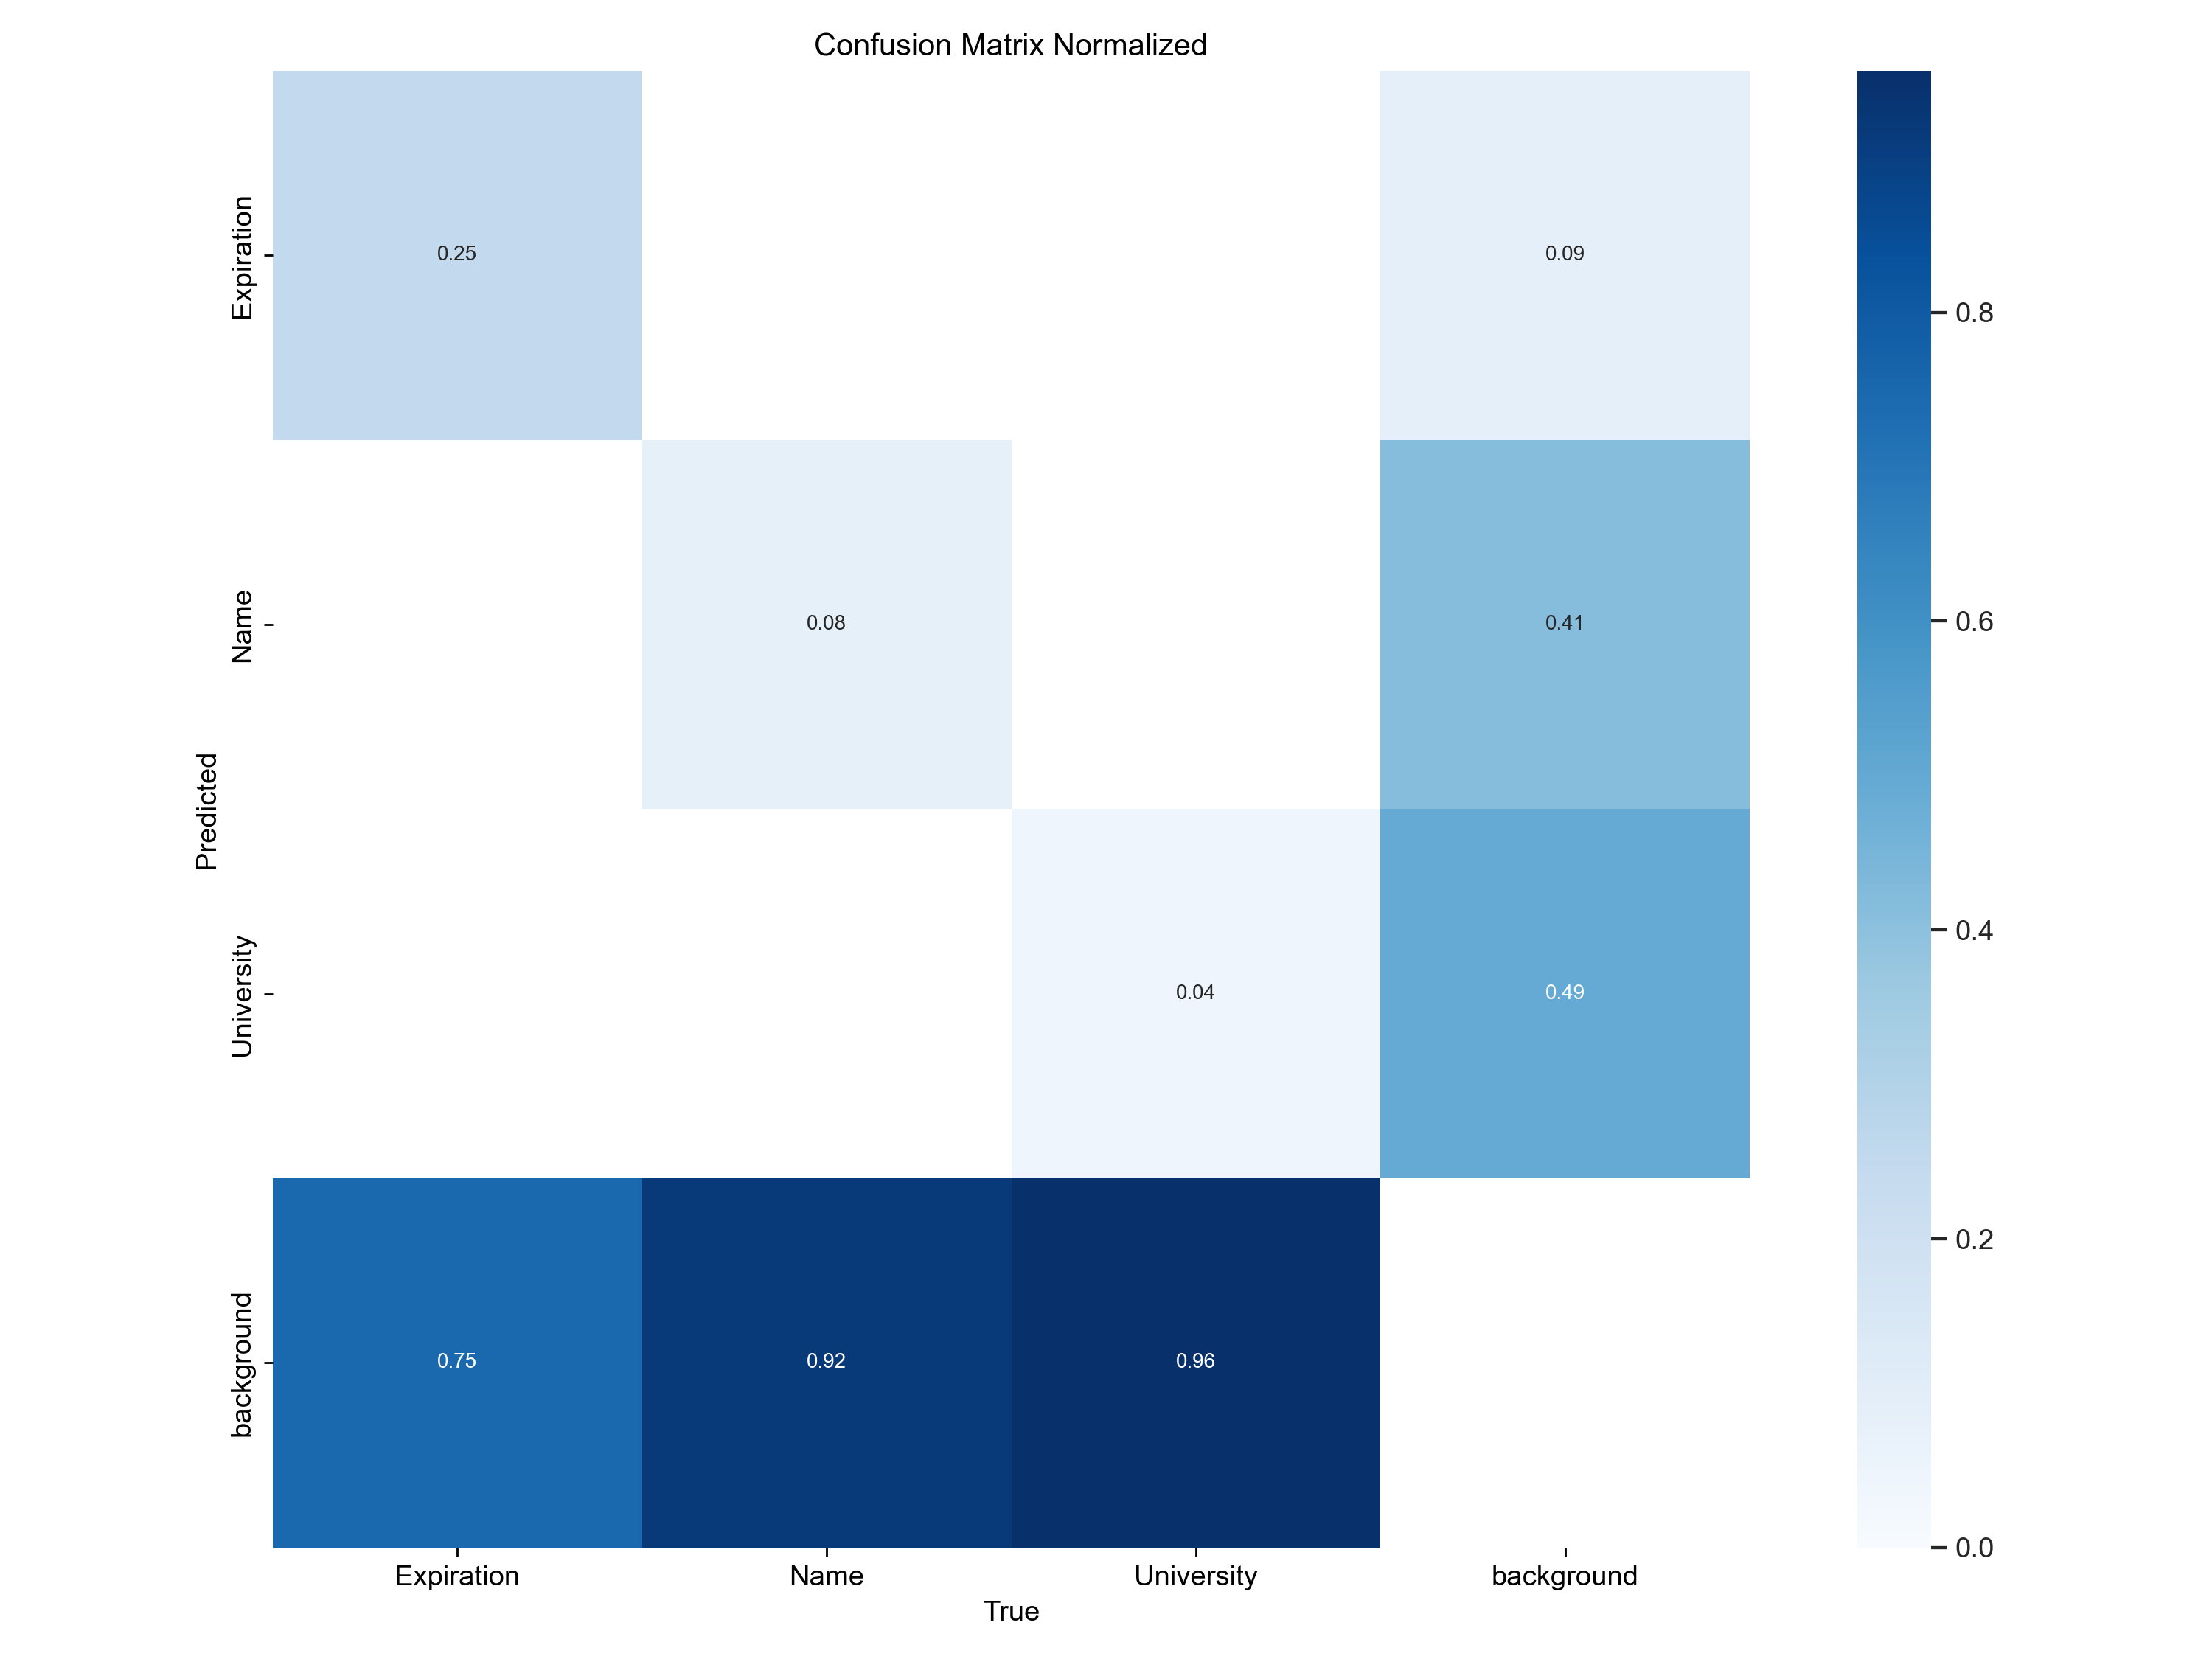 Confusion Matrix Normalized
Expiration
0.25
0.09
0.8
Name
0.08
0.41
0.6
Predicted
University
0.04
0.49
0.4
background
0.75
0.92
0.96
0.2
0.0
Expiration
Name
University
background
True